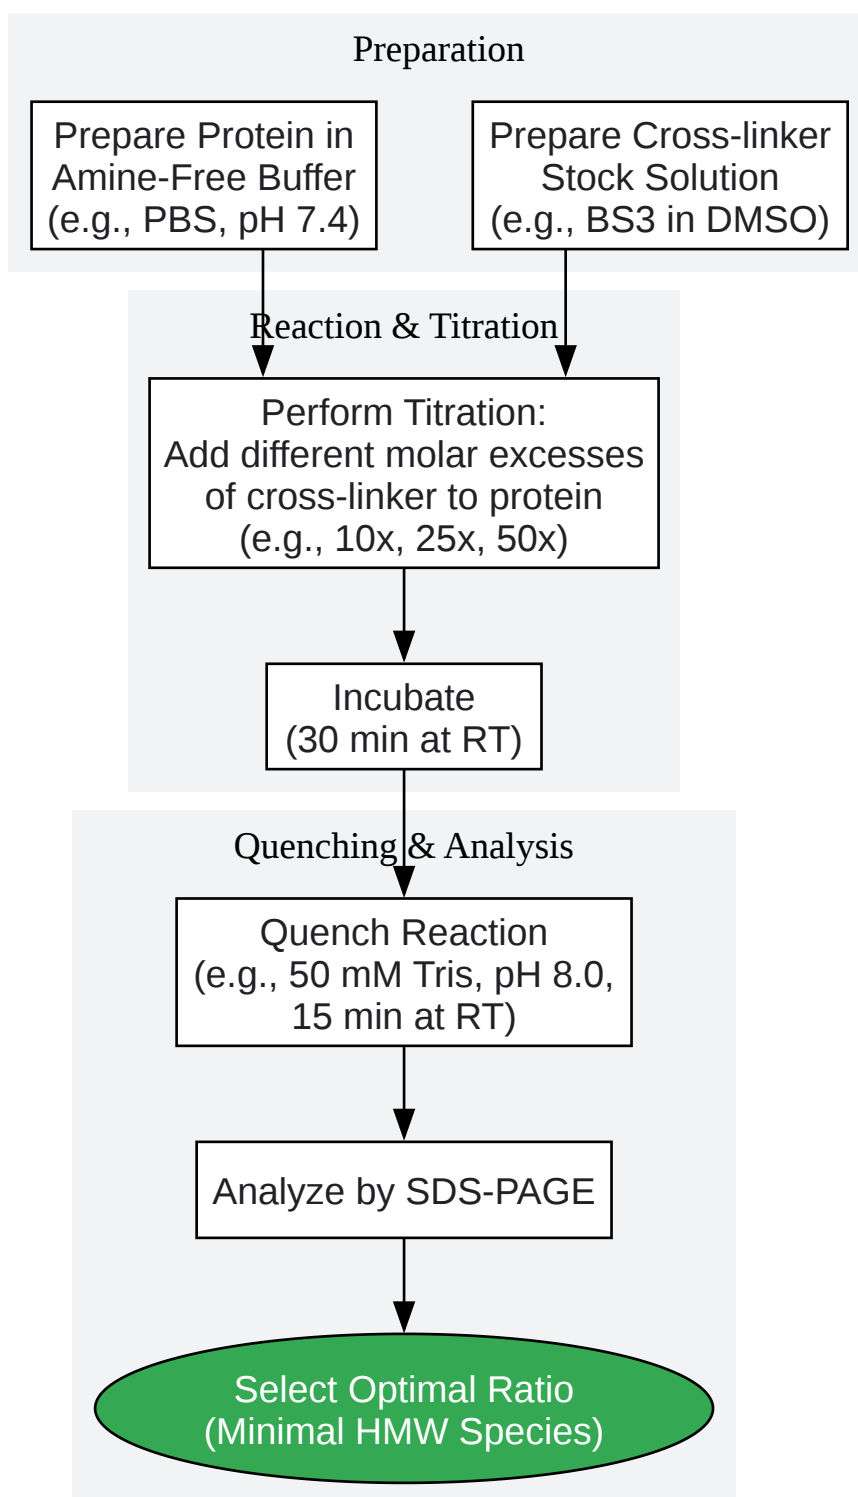 Preparation
Prepare Protein in
Amine-Free Buffer
(e.g., PBS, pH 7.4)
Prepare Cross-linker
Stock Solution
(e.g., BS3 in DMSO)
Reaction & Titration
Perform Titration:
Add different molar excesses
of cross-linker to protein
(e.g., 10x, 25x, 50x)
Incubate
(30 min at RT)
Quenching & Analysis
Quench Reaction
(e.g., 50 mM Tris, pH 8.0,
15 min at RT)
Analyze by SDS-PAGE
Select Optimal Ratio
(Minimal HMW Species)